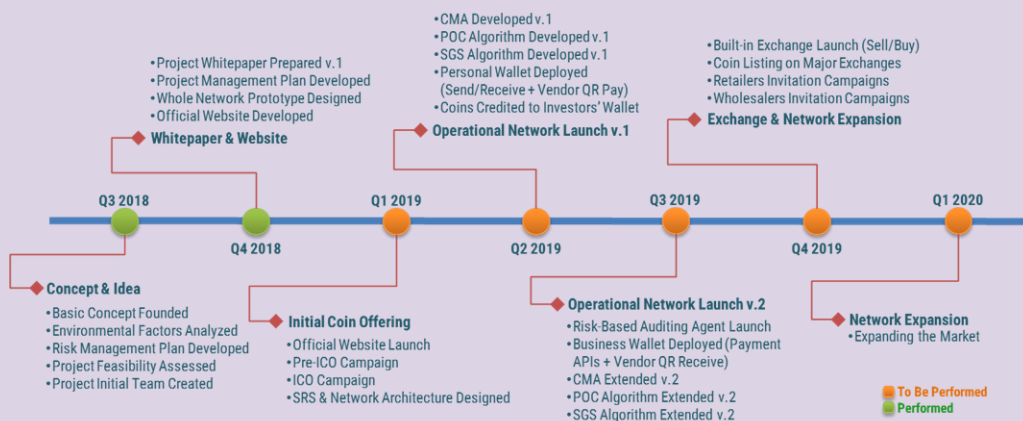 •CMA Developed v.1
•POC Algorithm Developed v.1
•SGS Algorithm Developed v.1
•Personal Wallet Deployed
(Send/Receive + Vendor QR Pay)
•Coins Credited to Investors' Wallet
Operational Network Launch v.1
•Project Whitepaper Prepared v.1
•Project Management Plan Developed
•Whole Network Prototype Designed
•Official Website Developed
Whitepaper & Website
•Built-in Exchange Launch (Sell/Buy)
•Coin Listing on Major Exchanges
•Retailers Invitation Campaigns
•Wholesalers Invitation Campaigns
Exchange & Network Expansion
Q3 2018
Q4 2018
Q1 2019
Q2 2019
Q3 2019
Q4 2019
Q1 2020
Concept & Idea
•Basic Concept Founded
•Environmental Factors Analyzed
•Risk Management Plan Developed
•Project Feasibility Assessed
•Project Initial Team Created
Initial Coin Offering
•Official Website Launch
•Pre-ICO Campaign
•ICO Campaign
•SRS & Network Architecture Designed
Operational Network Launch v.2
•Risk-Based Auditing Agent Launch
•Business Wallet Deployed (Payment
APIs + Vendor QR Receive)
•CMA Extended v.2
•POC Algorithm Extended v.2
•SGS Algorithm Extended v.2
Network Expansion
•Expanding the Market
To Be Performed
Performed